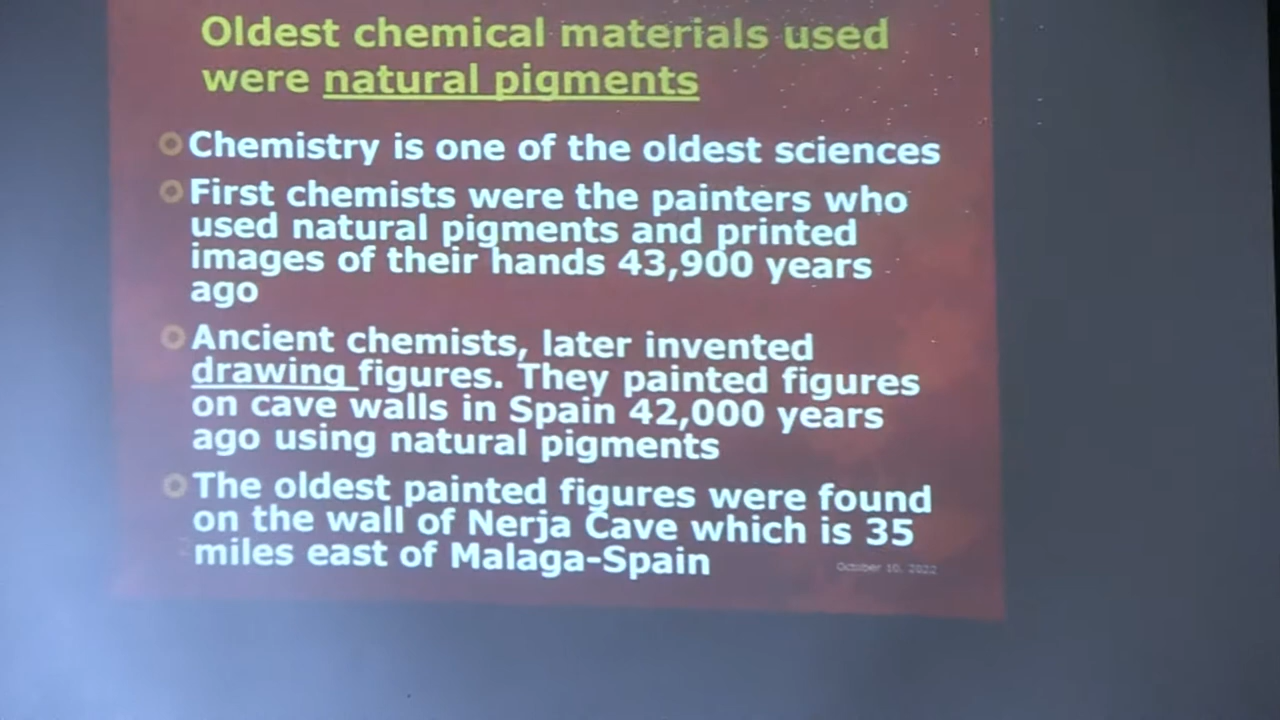 Oldest chemical materials used
were natural pigments
Chemistry is one of the oldest sciences
First chemists were the painters who
used natural pigments and printed
images of their hands 43,900 years
ago
Ancient chemists, later invented
drawing figures. They painted figures
on cave walls in Spain 42,000 years
ago using natural pigments
The oldest painted figures were found
on the wall of Nerja Cave which is 35
miles east of Malaga-Spain
October 10, 2022